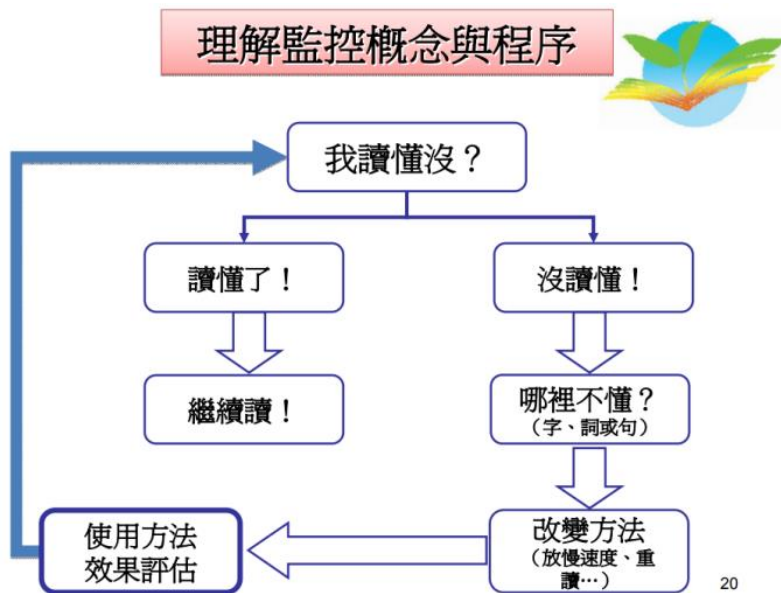 理解監控概念與程序
我讀懂沒？
讀懂了！
沒讀懂！
繼續讀！
哪裡不懂？
（字、詞或句）
使用方法
效果評估
改變方法
（放慢速度、重
讀…）
20